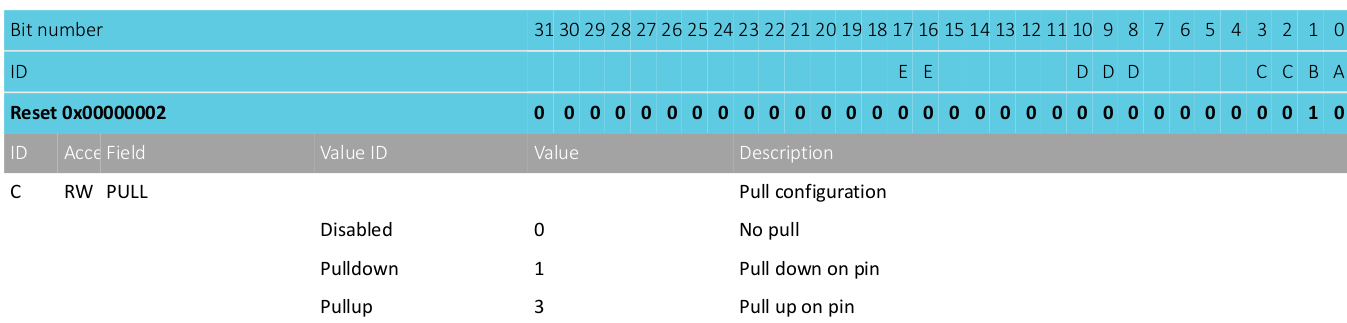 Bit number 31 30 29 28 27 26 25 24 23 22 21 20 19 18 17 16 15 14 13 12 11 10 9 8 7 6 5 4 3 2 1 0
ID E E D D D C C B A
Reset 0x00000002 0 0 0 0 0 0 0 0 0 0 0 0 0 0 0 0 0 0 0 0 0 0 0 0 0 0 0 0 0 0 1 0
ID Acce Field Value ID Value Description
C RW PULL Pull configuration
Disabled 0 No pull
Pulldown 1 Pull down on pin
Pullup 3 Pull up on pin